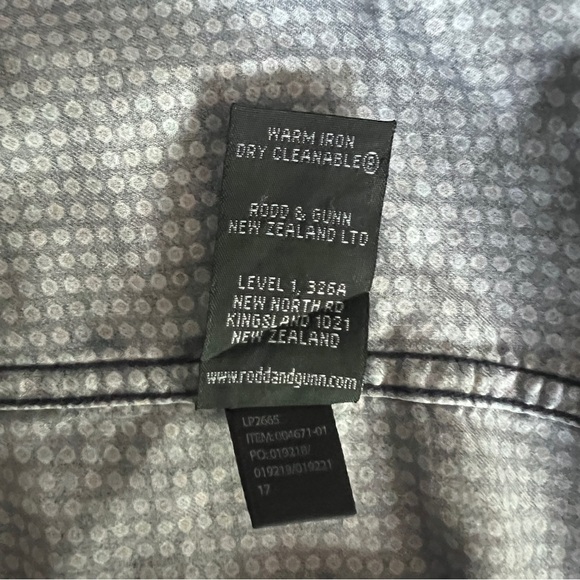 WARM IRON
DRY CLEANABLE Ⓟ
RODD & GUNN
NEW ZEALAND LTD
LEVEL 1, 326A
NEW NORTH RD
KINGSLAND 1021
NEW ZEALAND
www.roddandgunn.com
LP2665
ITEM: 004671-01
PO: 019218/
019219/019221
17